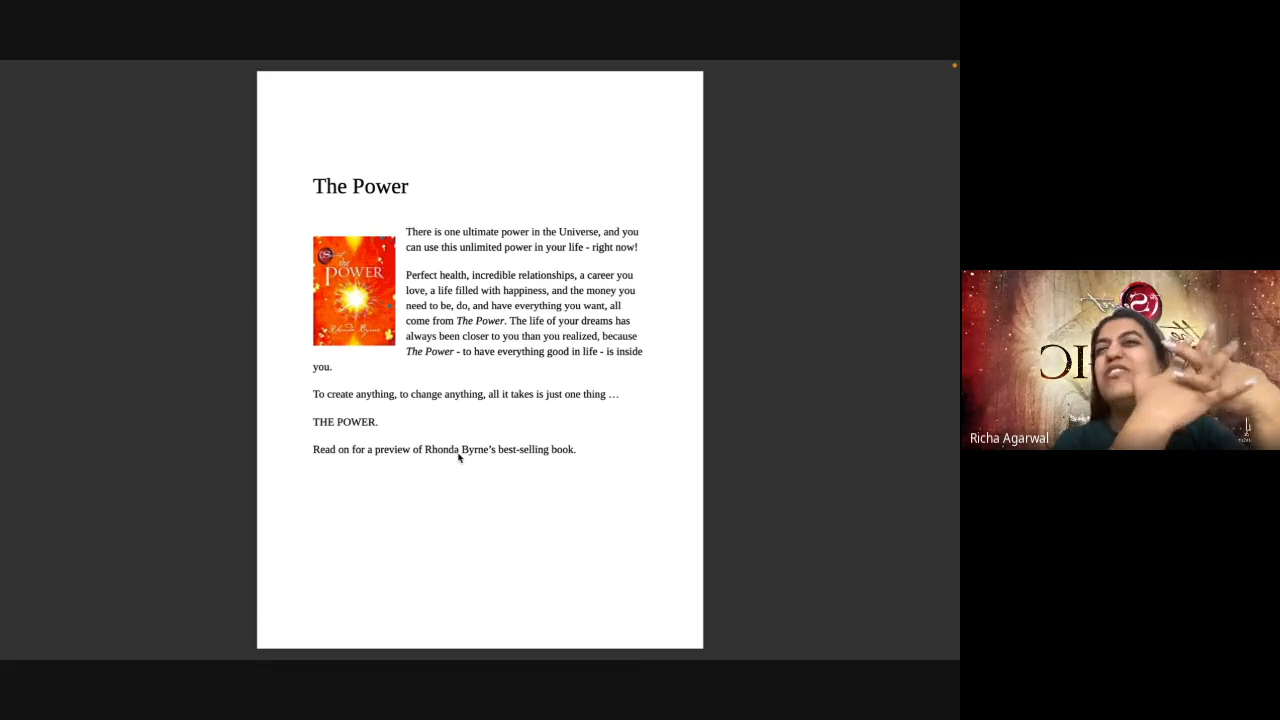 The Power
There is one ultimate power in the Universe, and you
can use this unlimited power in your life - right now!
the
POWER
Rhonda Byrne
Perfect health, incredible relationships, a career you
love, a life filled with happiness, and the money you
need to be, do, and have everything you want, all
come from The Power. The life of your dreams has
always been closer to you than you realized, because
The Power - to have everything good in life - is inside
you.
To create anything, to change anything, all it takes is just one thing …
THE POWER.
Read on for a preview of Rhonda Byrne’s best-selling book.
Richa Agarwal